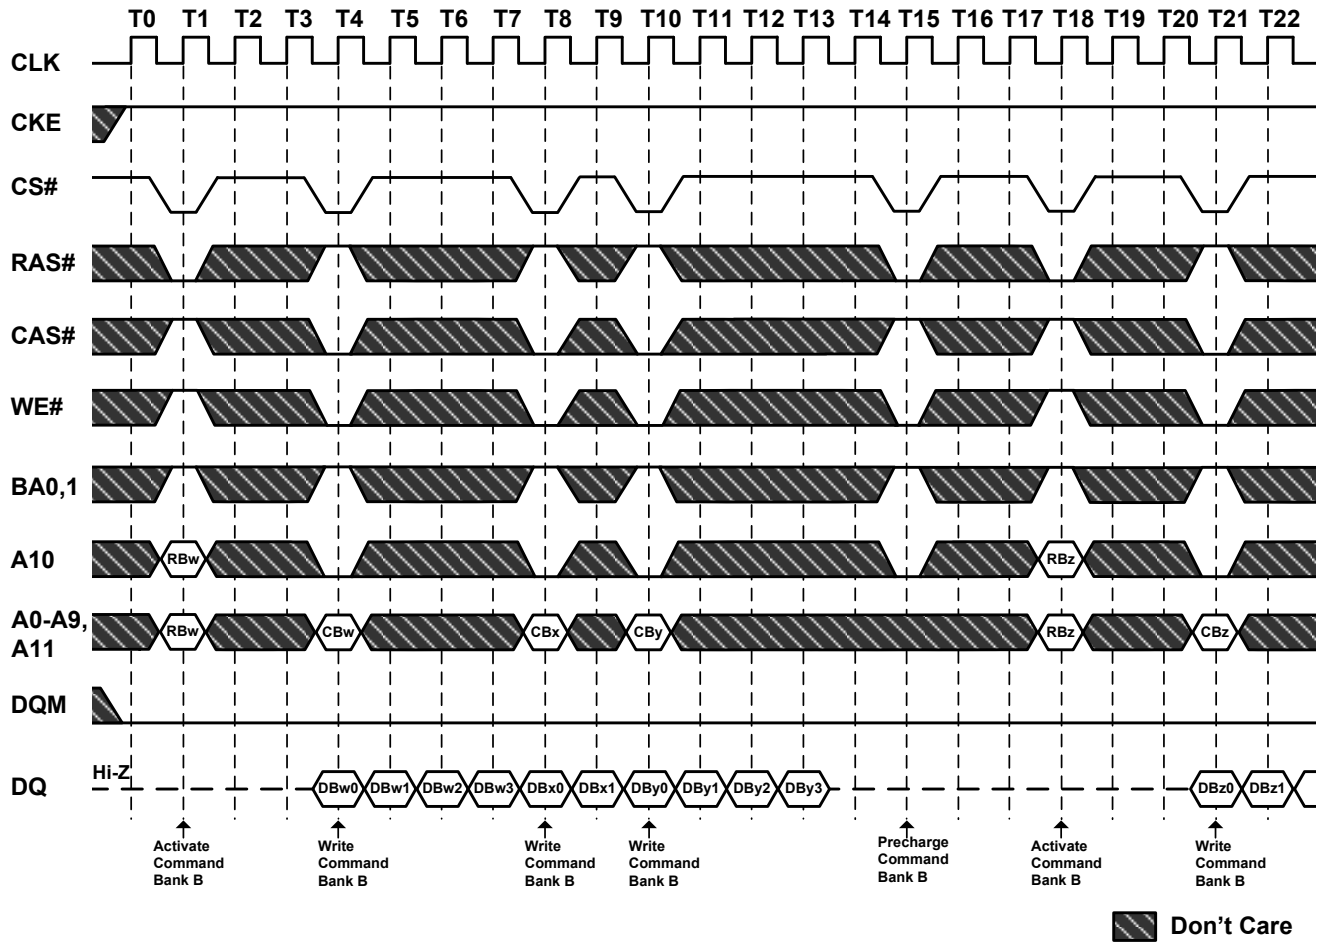 T0 T1 T2 T3 T4 T5 T6 T7 T8 T9 T10 T11 T12 T13 T14 T15 T16 T17 T18 T19 T20 T21 T22
CLK
CKE
CS#
RAS#
CAS#
WE#
BA0,1
A10 RBw RBz
A0-A9,
A11
RBw CBw CBx CBy RBz CBz
DQM
Hi-Z
DQ DBw0 DBw1 DBw2 DBw3 DBx0 DBx1 DBy0 DBy1 DBy2 DBy3 DBz0 DBz1
Activate
Command
Bank B
Write
Command
Bank B
Write
Command
Bank B
Write
Command
Bank B
Precharge
Command
Bank B
Activate
Command
Bank B
Write
Command
Bank B
Don't Care